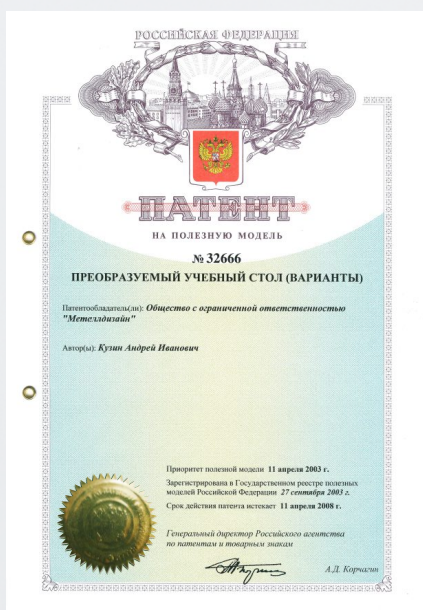 РОССИЙСКАЯ ФЕДЕРАЦИЯ
ПАТЕНТ
НА ПОЛЕЗНУЮ МОДЕЛЬ
№ 32666
ПРЕОБРАЗУЕМЫЙ УЧЕБНЫЙ СТОЛ (ВАРИАНТЫ)
Патентообладатель(ли): Общество с ограниченной ответственностью
"Метеллдизайн"
Автор(ы): Кузин Андрей Иванович
Приоритет полезной модели 11 апреля 2003 г.
Зарегистрирована в Государственном реестре полезных
моделей Российской Федерации 27 сентября 2003 г.
Срок действия патента истекает 11 апреля 2008 г.
Генеральный директор Российского агентства
по патентам и товарным знакам
А.Д. Корчагин